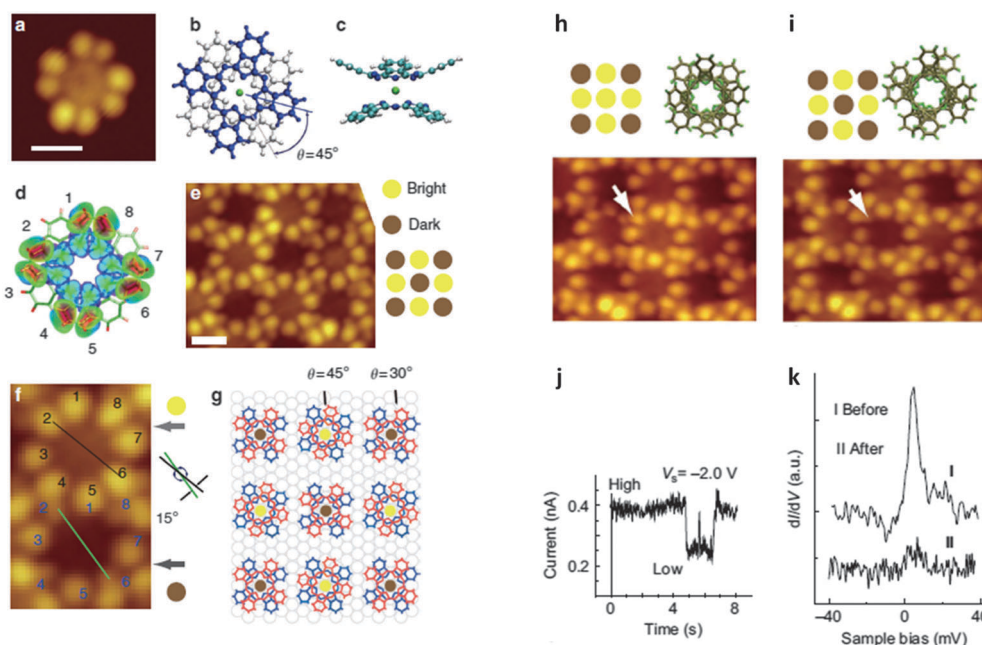 a
b
c
θ=45°
d
1
2
8
7
3
6
4
5
e
Bright
Dark
f
1
2
8
7
3
6
4
5
2
1
8
3
7
4
5
6
15°
g
θ=45°
θ=30°
h
i
j
Vs=−2.0 V
High
Low
Current (nA)
0.4
0.2
0
4
8
Time (s)
k
I Before
II After
I
II
dI/dV (a.u.)
−40
0
40
Sample bias (mV)